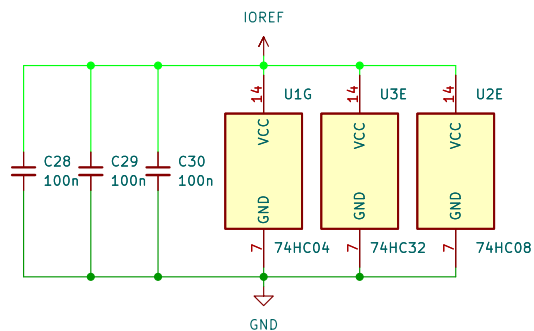 IOREF
14 U1G 14 U3E 14 U2E
VCC VCC VCC
C28 C29 C30
100n 100n 100n
GND GND GND
7 74HC04 7 74HC32 7 74HC08
GND